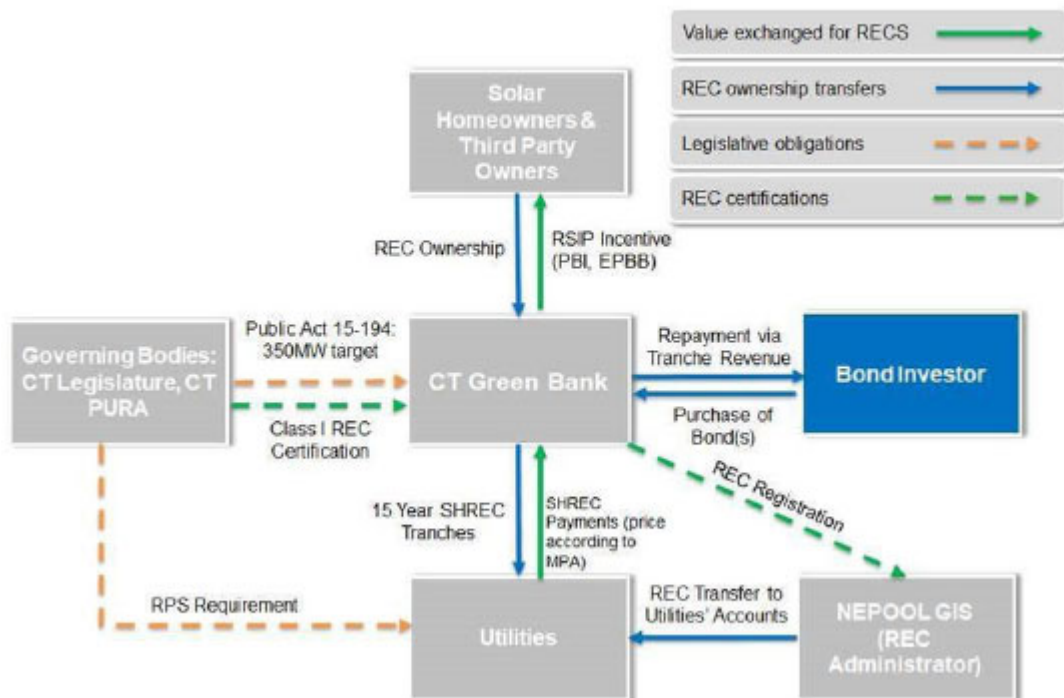 Value exchanged for RECS
REC ownership transfers
Legislative obligations
REC certifications
Solar
Homeowners &
Third Party
Owners
REC Ownership
RSIP Incentive
(PBI, EPBB)
Public Act 15-194:
350MW target
Governing Bodies:
CT Legislature, CT
PURA
Class I REC
Certification
CT Green Bank
Repayment via
Tranche Revenue
Bond Investor
Purchase of
Bond(s)
REC Registration
15 Year SHREC
Tranches
SHREC
Payments (price
according to
MPA)
RPS Requirement
Utilities
REC Transfer to
Utilities' Accounts
NEPOOL GIS
(REC
Administrator)